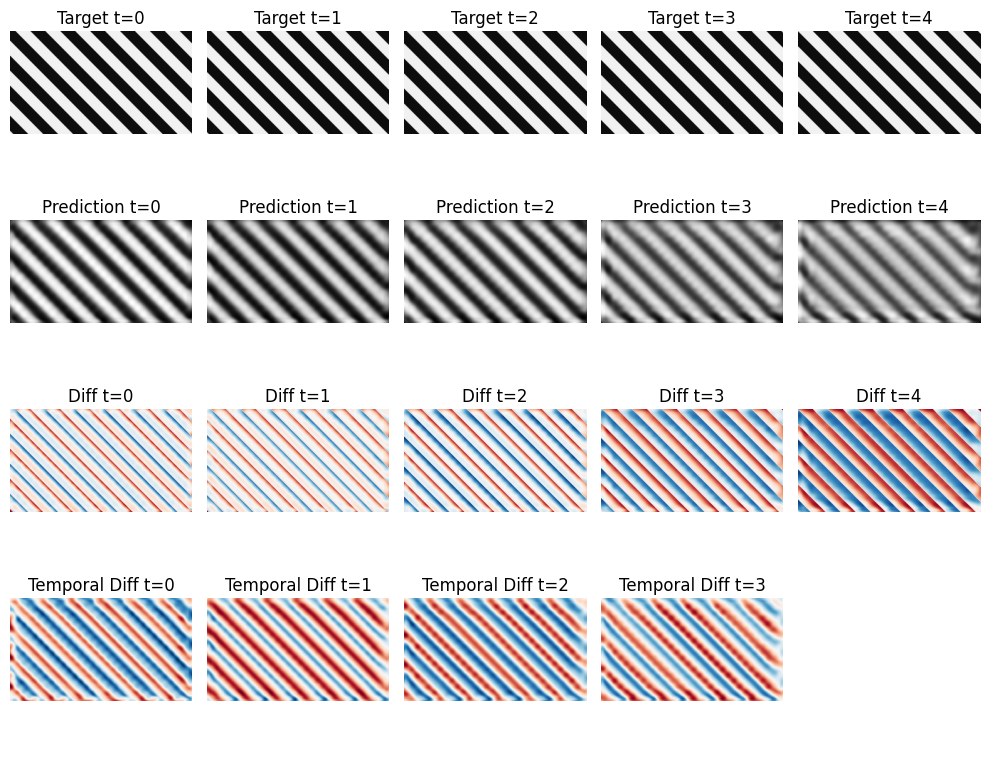 Target t=0
Target t=1
Target t=2
Target t=3
Target t=4
Prediction t=0
Prediction t=1
Prediction t=2
Prediction t=3
Prediction t=4
Diff t=0
Diff t=1
Diff t=2
Diff t=3
Diff t=4
Temporal Diff t=0
Temporal Diff t=1
Temporal Diff t=2
Temporal Diff t=3